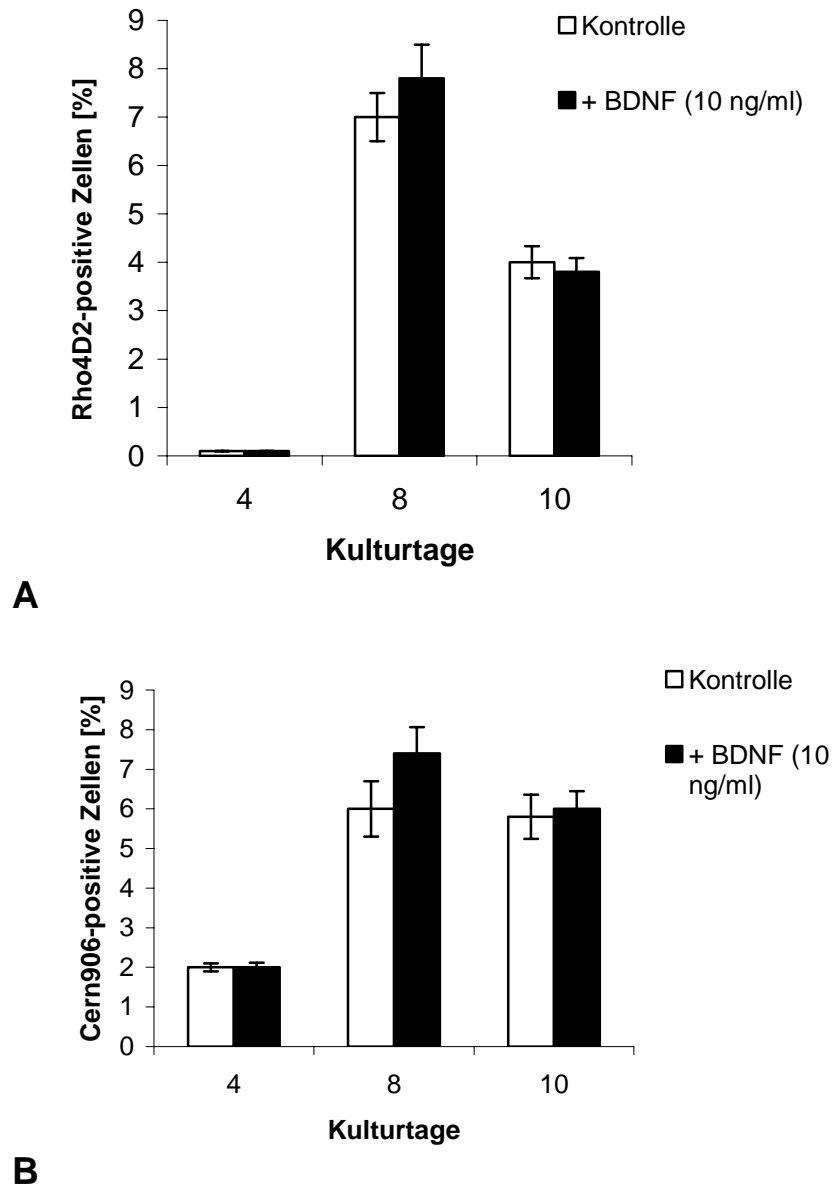 Rho4D2-positive Zellen [%]
9
8
7
6
5
4
3
2
1
0
4 8 10
Kulturtage
Kontrolle
+ BDNF (10 ng/ml)
A
Cern906-positive Zellen [%]
9
8
7
6
5
4
3
2
1
0
4 8 10
Kulturtage
Kontrolle
+ BDNF (10
ng/ml)
B